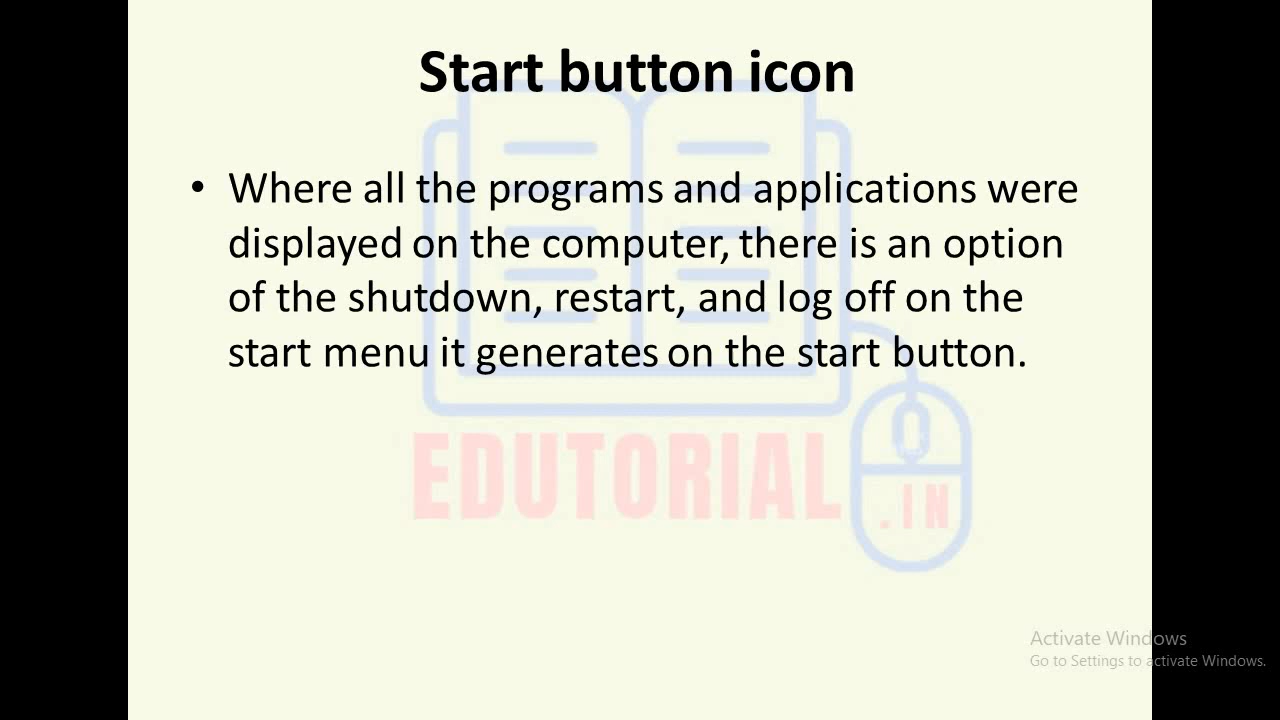 Start button icon
• Where all the programs and applications were
displayed on the computer, there is an option
of the shutdown, restart, and log off on the
start menu it generates on the start button.
EDUTORIAL
.IN
Activate Windows
Go to Settings to activate Windows.